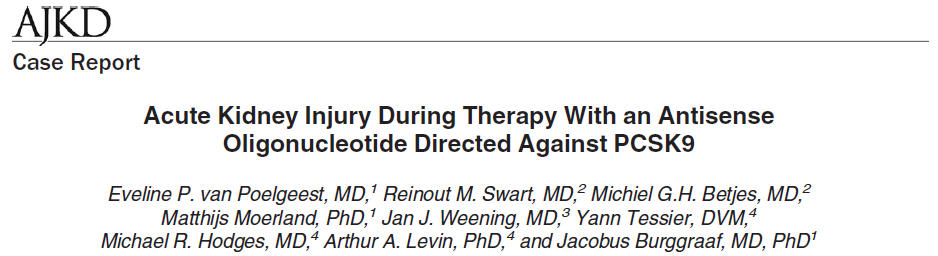 AJKD
Case Report
Acute Kidney Injury During Therapy With an Antisense
Oligonucleotide Directed Against PCSK9
Eveline P. van Poelgeest, MD,¹ Reinout M. Swart, MD,² Michiel G.H. Betjes, MD,²
Matthijs Moerland, PhD,¹ Jan J. Weening, MD,³ Yann Tessier, DVM,⁴
Michael R. Hodges, MD,⁴ Arthur A. Levin, PhD,⁴ and Jacobus Burggraaf, MD, PhD¹